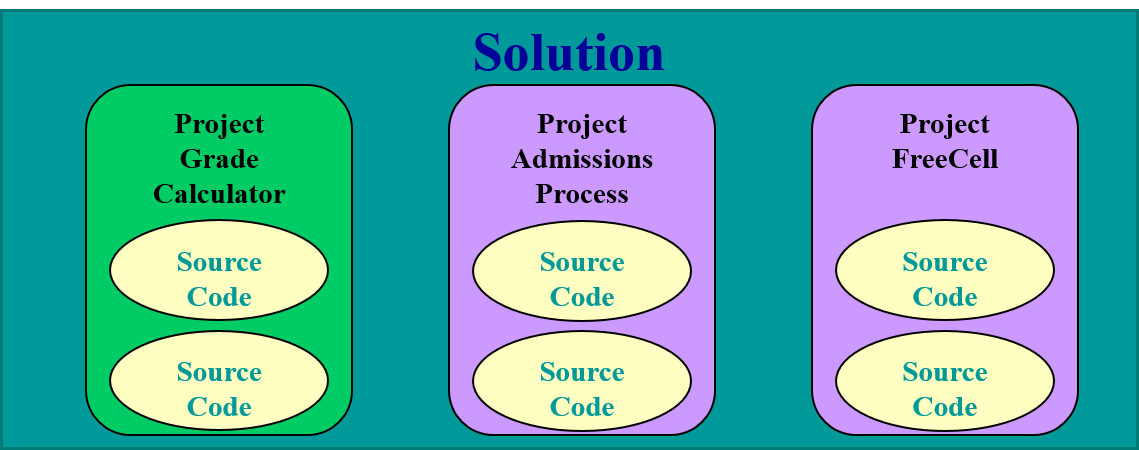 Solution
Project
Grade
Calculator
Source
Code
Source
Code
Project
Admissions
Process
Source
Code
Source
Code
Project
FreeCell
Source
Code
Source
Code